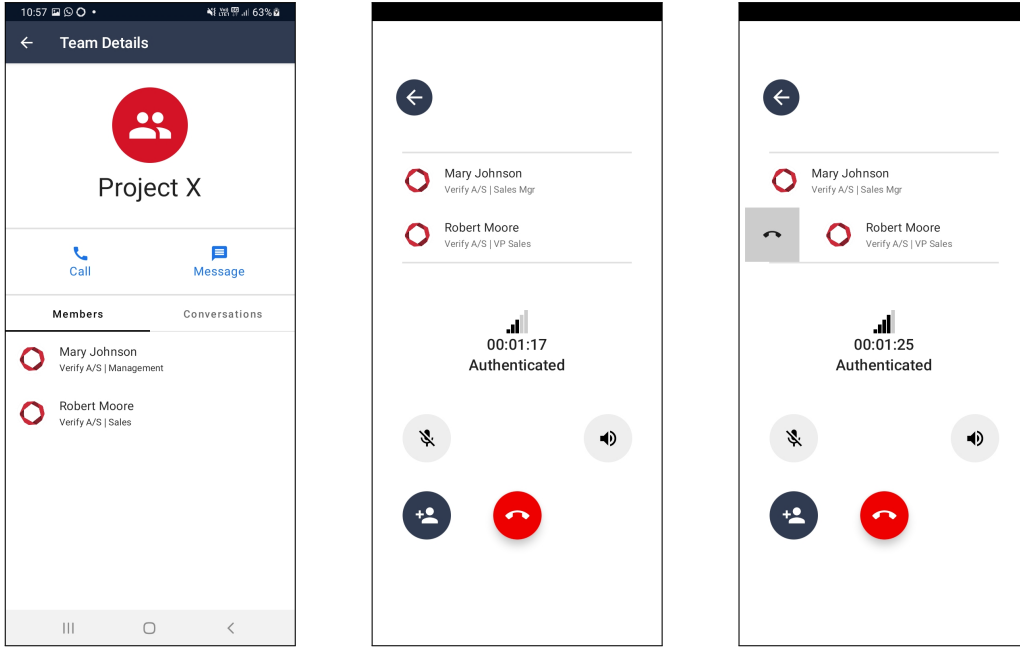 10:57
63%
Team Details
Project X
Call
Message
Members
Conversations
Mary Johnson
Verify A/S | Management
Robert Moore
Verify A/S | Sales
Mary Johnson
Verify A/S | Sales Mgr
Robert Moore
Verify A/S | VP Sales
00:01:17
Authenticated
Mary Johnson
Verify A/S | Sales Mgr
Robert Moore
Verify A/S | VP Sales
00:01:25
Authenticated